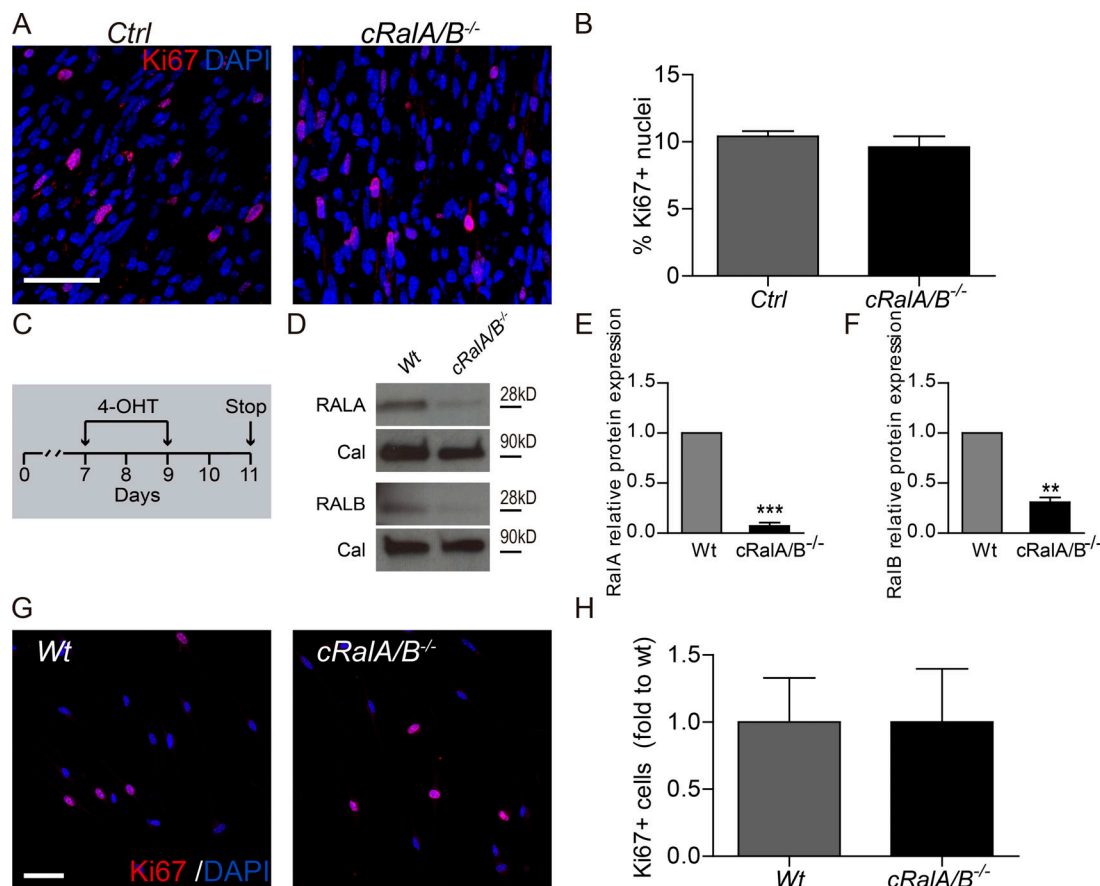 A
Ctrl
cRalA/B-/-
Ki67 DAPI
B
% Ki67+ nuclei
15
10
5
0
Ctrl
cRalA/B-/-
C
4-OHT
Stop
0 7 8 9 10 11
Days
D
Wt
cRalA/B-/-
RALA
28kD
Cal
90kD
RALB
28kD
Cal
90kD
E
RalA relative protein expression
1.5
1.0
0.5
0.0
***
Wt
cRalA/B-/-
F
RalB relative protein expression
1.5
1.0
0.5
0.0
**
Wt
cRalA/B-/-
G
Wt
cRalA/B-/-
Ki67 /DAPI
H
Ki67+ cells (fold to wt)
1.5
1.0
0.5
0.0
Wt
cRalA/B-/-